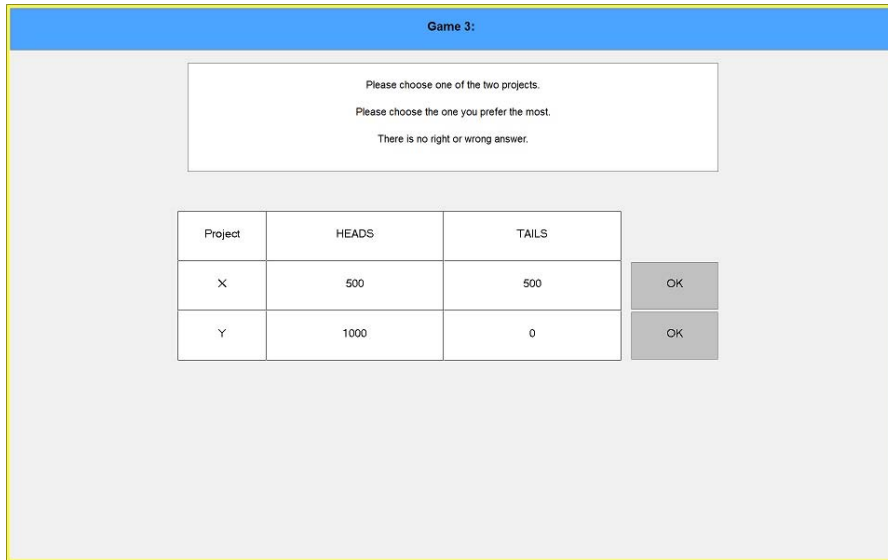 Game 3:
Please choose one of the two projects.
Please choose the one you prefer the most.
There is no right or wrong answer.
Project HEADS TAILS
X 500 500 OK
Y 1000 0 OK